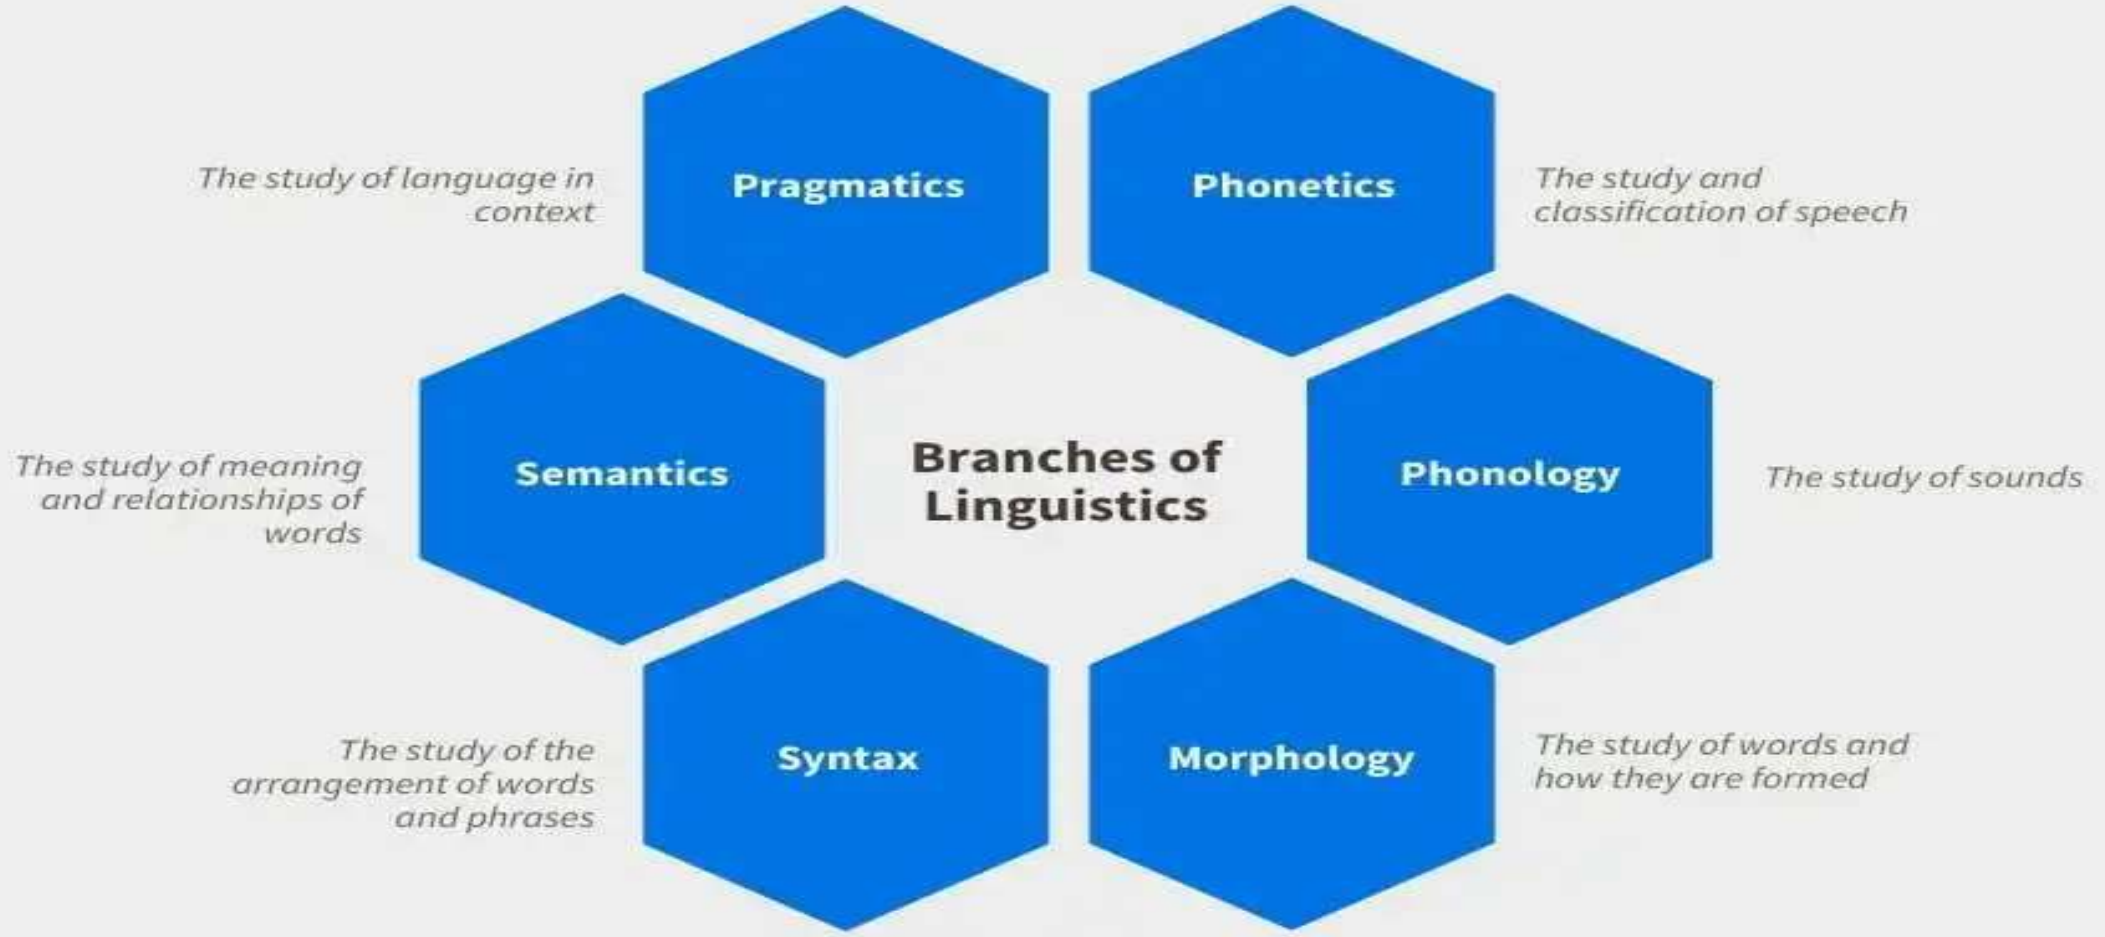 Pragmatics
The study of language in
context
Phonetics
The study and
classification of speech
Semantics
The study of meaning
and relationships of
words
Branches of
Linguistics
Phonology
The study of sounds
Syntax
The study of the
arrangement of words
and phrases
Morphology
The study of words and
how they are formed